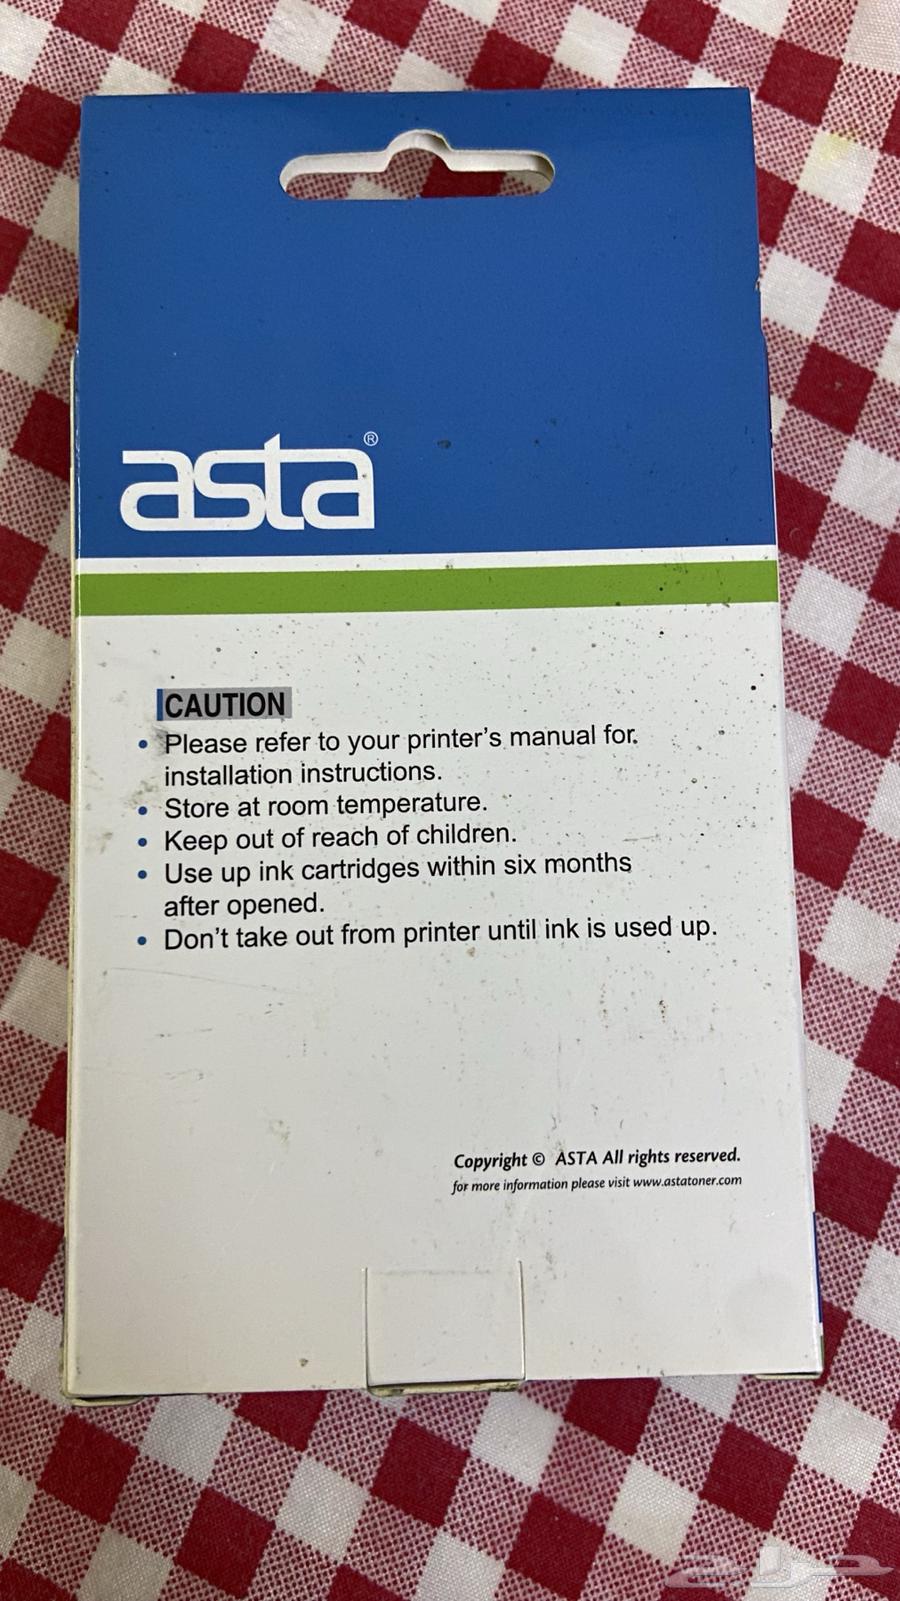 asta®
CAUTION
• Please refer to your printer's manual for.
installation instructions.
• Store at room temperature.
• Keep out of reach of children.
• Use up ink cartridges within six months
after opened.
• Don't take out from printer until ink is used up.
Copyright © ASTA All rights reserved.
for more information please visit www.astatoner.com
حراج